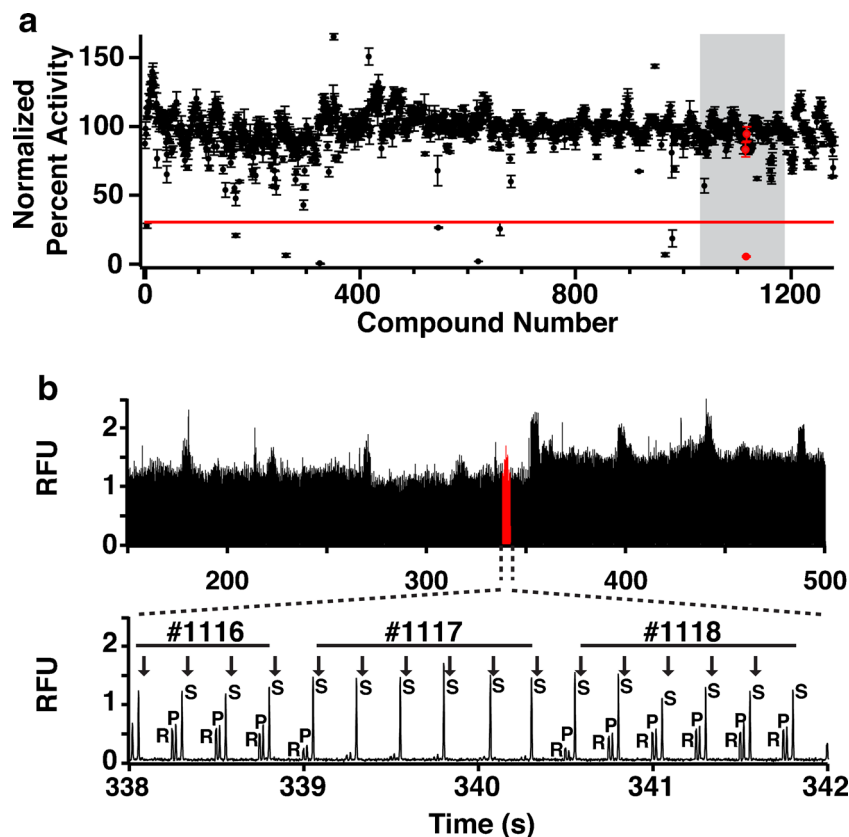 a
Normalized
Percent Activity
150
100
50
0
0 400 800 1200
Compound Number
b
RFU
2
1
0
200 300 400 500
#1116 #1117 #1118
RFU
2
1
0
S S S S S S S S S S S S S
R P R P R P R P R P R P R P R P R P R P
338 339 340 341 342
Time (s)